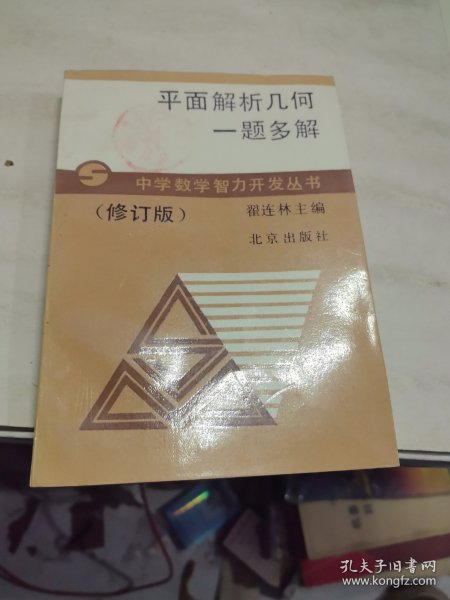 平面解析几何
一题多解
中学数学智力开发丛书
(修订版)
翟连林主编
北京出版社
孔夫子旧书网
www.kongfz.com